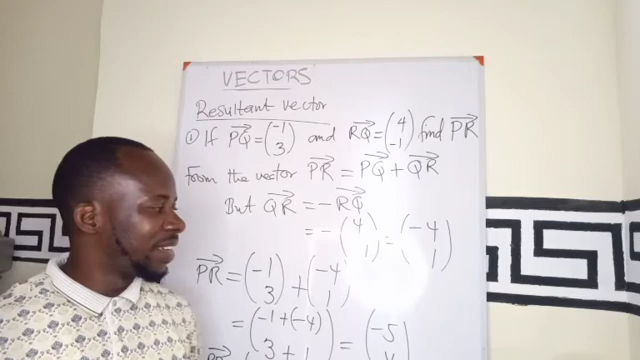 VECTORS
Resultant vector
① If PQ⃗ = (-1 3) and RQ⃗ = (4 -1) find PR⃗
From the vector PR⃗ = PQ⃗ + QR⃗
But QR⃗ = -RQ⃗
= -(4 1) = (-4 1)
PR⃗ = (-1 3) + (-4 1)
= (-1+(-4) 3+1) = (-5 4)